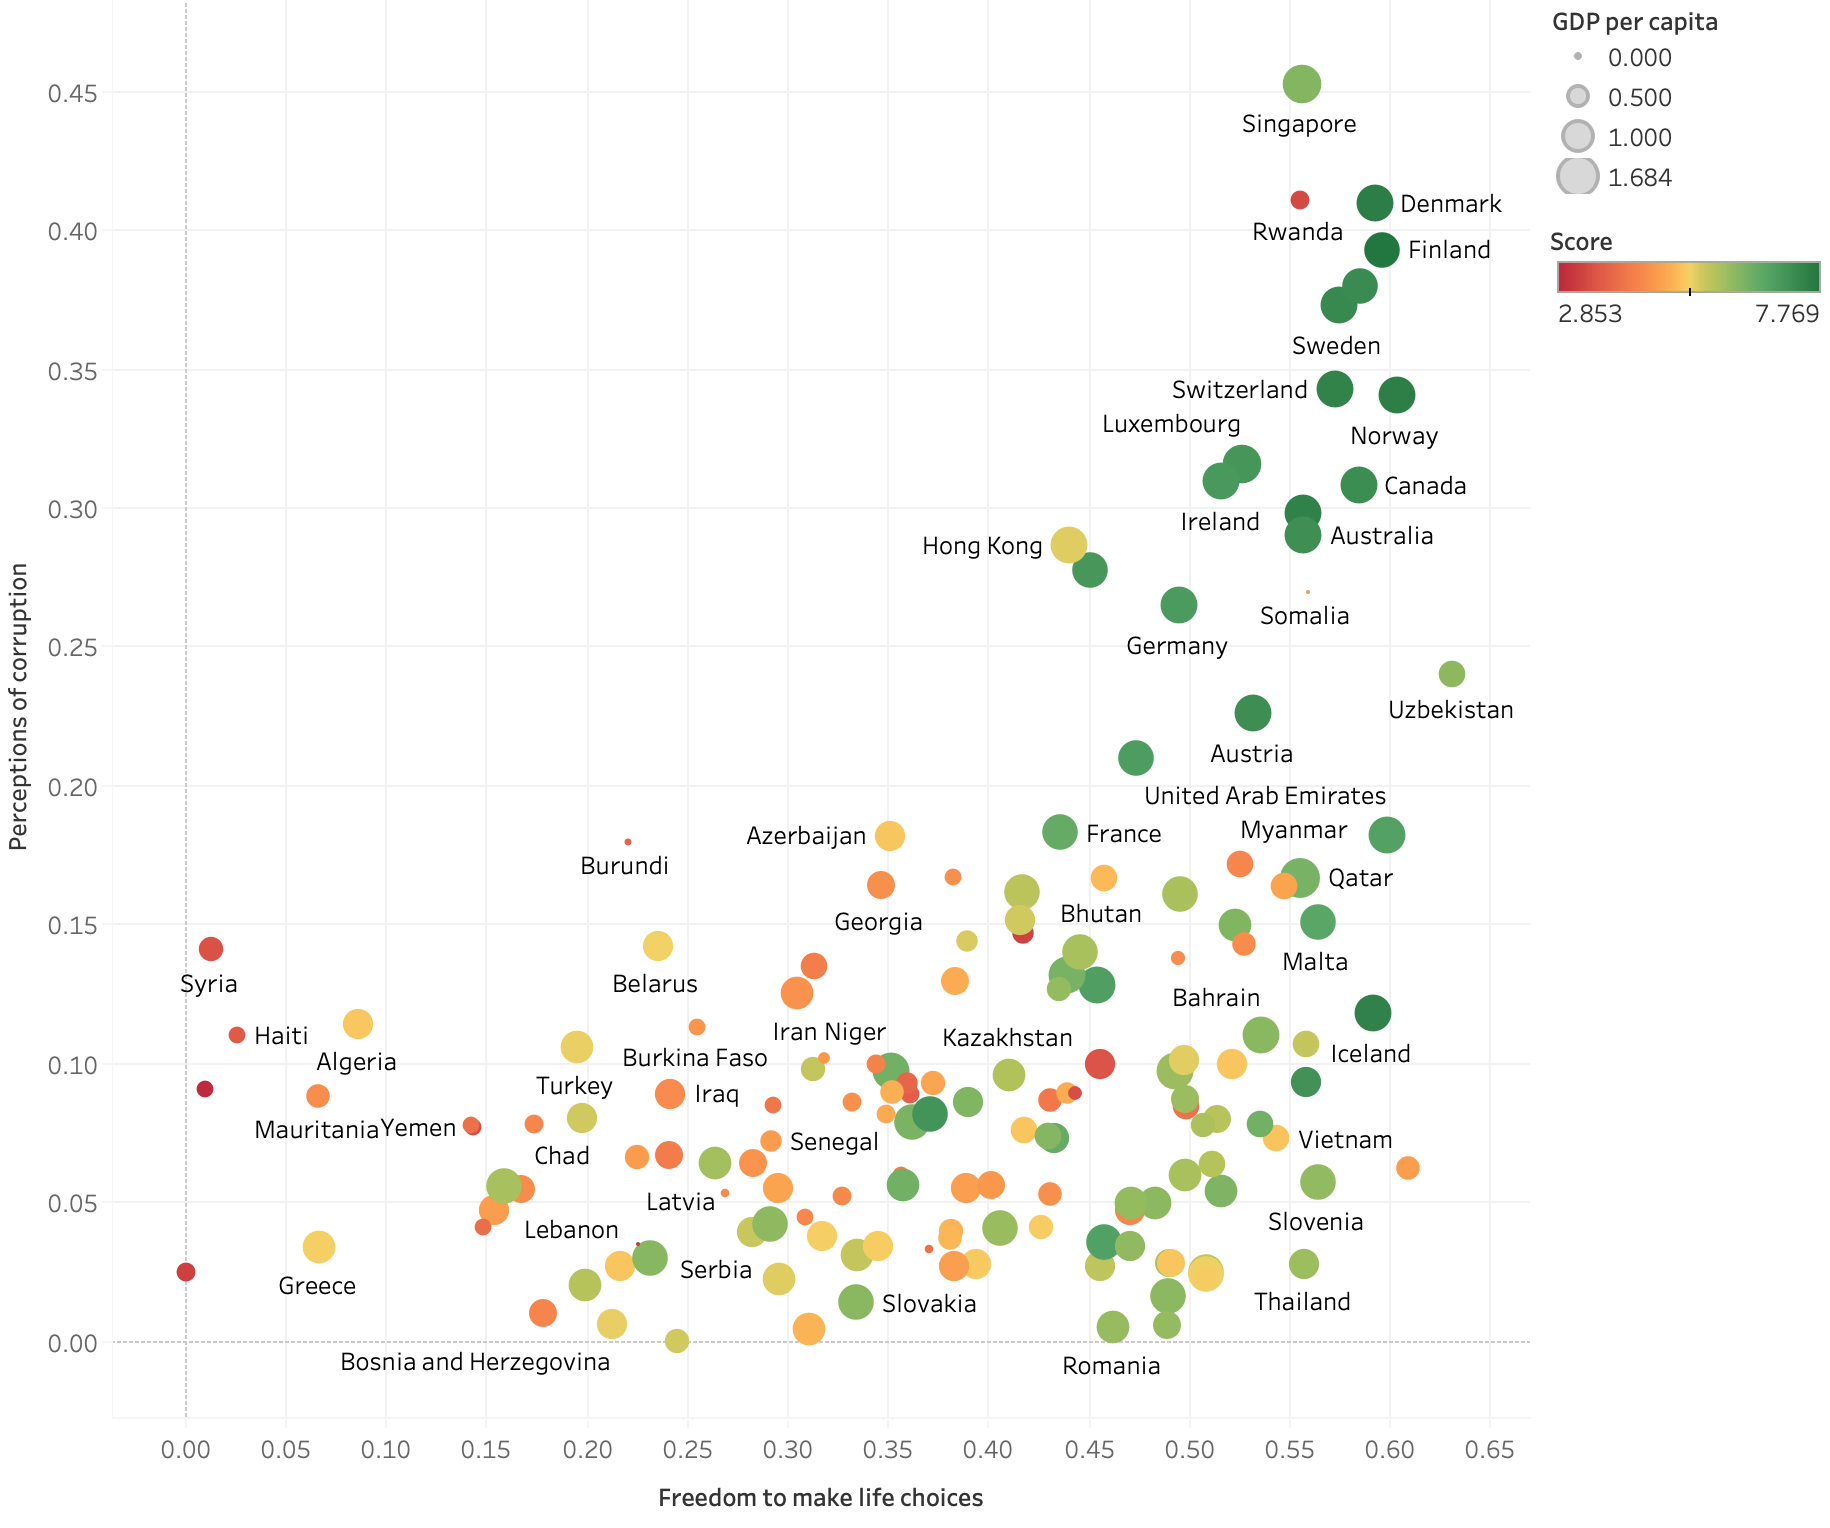 GDP per capita
0.000
0.500
1.000
1.684
Score
2.853 7.769
Perceptions of corruption
0.45
0.40
0.35
0.30
0.25
0.20
0.15
0.10
0.05
0.00
Singapore
Denmark
Rwanda
Finland
Sweden
Switzerland
Luxembourg
Norway
Canada
Ireland
Australia
Hong Kong
Somalia
Germany
Uzbekistan
Austria
United Arab Emirates
Azerbaijan
France
Myanmar
Burundi
Qatar
Georgia
Bhutan
Malta
Syria
Belarus
Bahrain
Haiti
Iran Niger
Kazakhstan
Algeria
Burkina Faso
Iceland
Turkey
Iraq
Mauritania
Yemen
Senegal
Vietnam
Chad
Latvia
Lebanon
Slovenia
Greece
Serbia
Slovakia
Thailand
Bosnia and Herzegovina
Romania
0.00 0.05 0.10 0.15 0.20 0.25 0.30 0.35 0.40 0.45 0.50 0.55 0.60 0.65
Freedom to make life choices